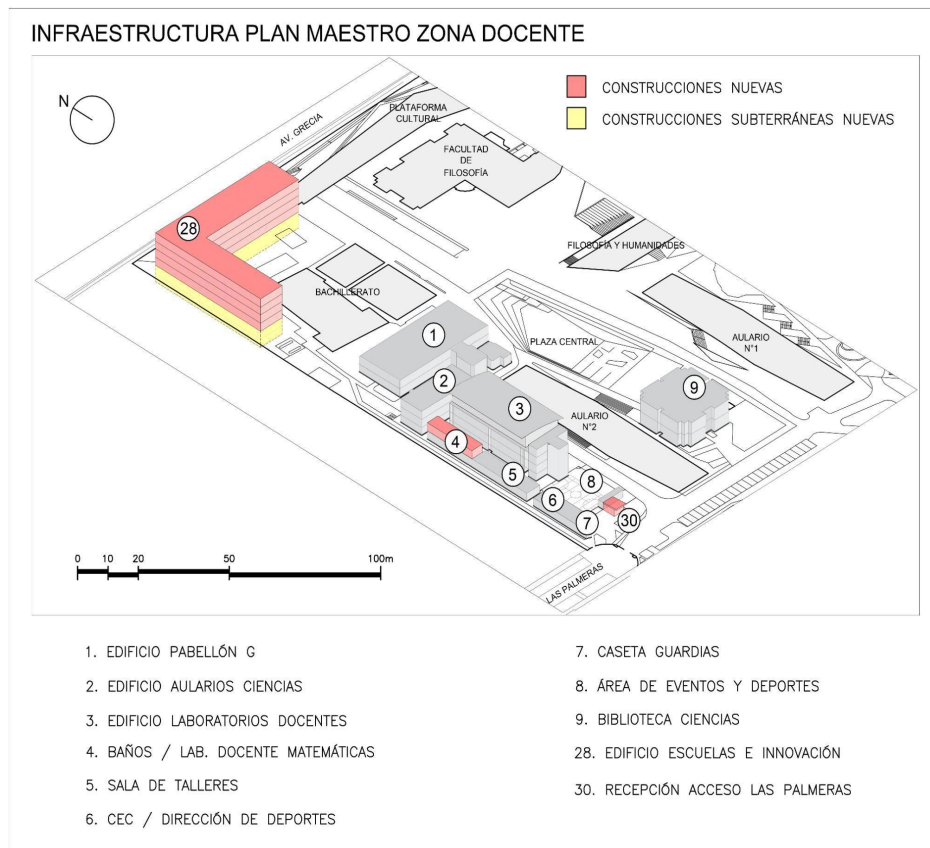 INFRAESTRUCTURA PLAN MAESTRO ZONA DOCENTE
CONSTRUCCIONES NUEVAS
CONSTRUCCIONES SUBTERRÁNEAS NUEVAS
N
AV. GRECIA
PLATAFORMA
CULTURAL
FACULTAD
DE
FILOSOFÍA
28
FILOSOFÍA Y HUMANIDADES
BACHILLERATO
1
PLAZA CENTRAL
AULARIO
N°1
2
9
3
AULARIO
N°2
4
5
8
6
7
30
LAS PALMERAS
0 10 20 50 100m
1. EDIFICIO PABELLÓN G
2. EDIFICIO AULARIOS CIENCIAS
3. EDIFICIO LABORATORIOS DOCENTES
4. BAÑOS / LAB. DOCENTE MATEMÁTICAS
5. SALA DE TALLERES
6. CEC / DIRECCIÓN DE DEPORTES
7. CASETA GUARDIAS
8. ÁREA DE EVENTOS Y DEPORTES
9. BIBLIOTECA CIENCIAS
28. EDIFICIO ESCUELAS E INNOVACIÓN
30. RECEPCIÓN ACCESO LAS PALMERAS